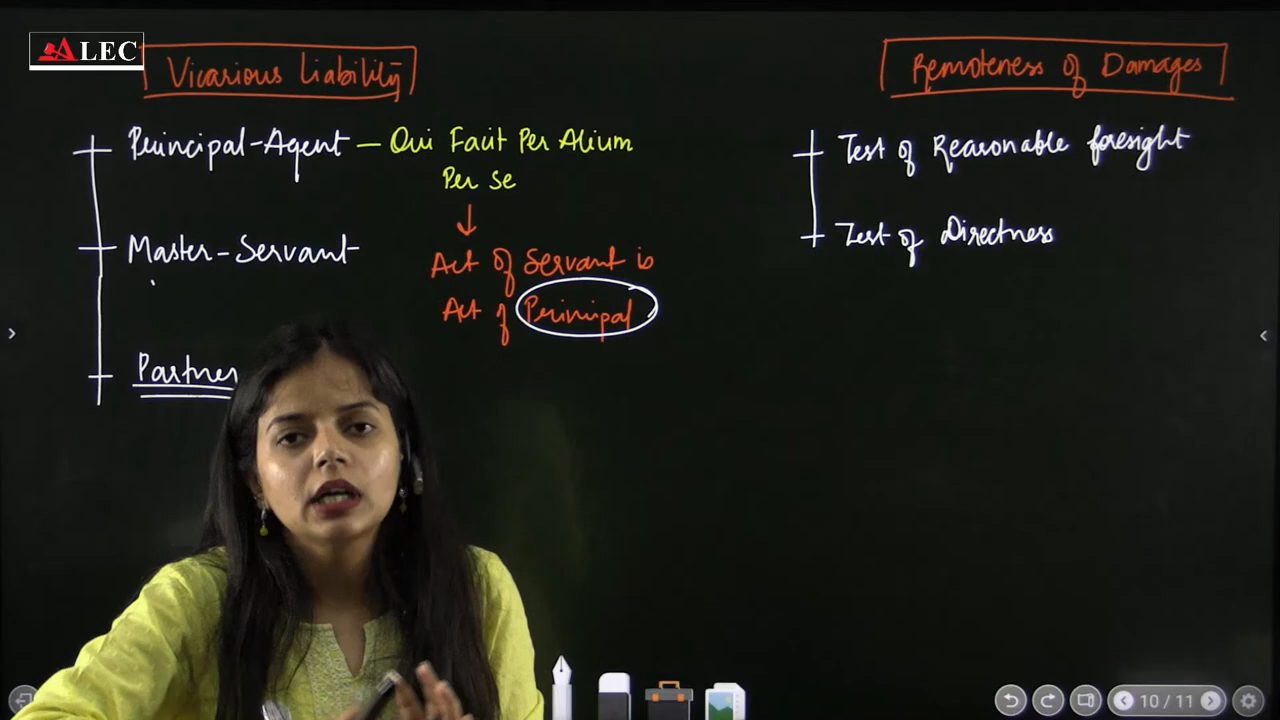 ALEC
Vicarious Liability
Principal-Agent – Qui Facit Per Alium
Per Se
↓
Master-Servant
Act of Servant is
Act of Principal
Partner
Remoteness of Damages
Test of Reasonable foresight
Test of Directness
10 / 11